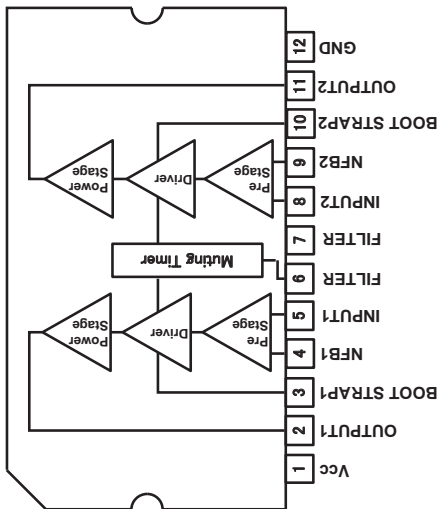 Vcc 1
OUTPUT1 2
BOOT STRAP1 3
NFB1 4
Pre
Stage
Driver
Power
Stage
INPUT1 5
FILTER 6
Muting Timer
FILTER 7
INPUT2 8
Pre
Stage
Driver
Power
Stage
NFB2 9
BOOT STRAP2 10
OUTPUT2 11
GND 12